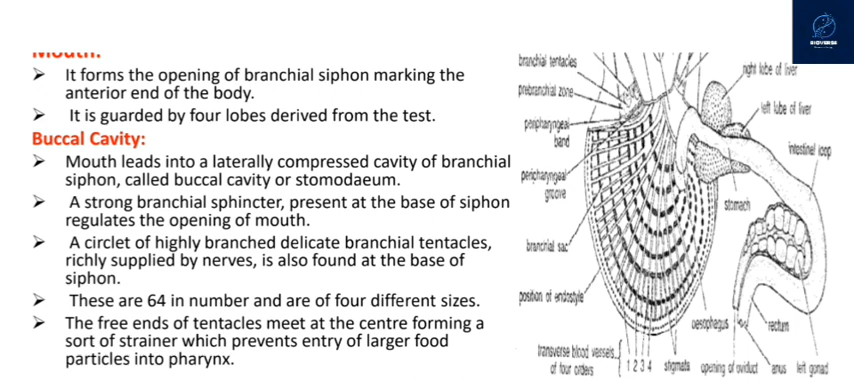 Mouth:
➤ It forms the opening of branchial siphon marking the
anterior end of the body.
➤ It is guarded by four lobes derived from the test.
Buccal Cavity:
➤ Mouth leads into a laterally compressed cavity of branchial
siphon, called buccal cavity or stomodaeum.
➤ A strong branchial sphincter, present at the base of siphon
regulates the opening of mouth.
➤ A circlet of highly branched delicate branchial tentacles,
richly supplied by nerves, is also found at the base of
siphon.
➤ These are 64 in number and are of four different sizes.
➤ The free ends of tentacles meet at the centre forming a
sort of strainer which prevents entry of larger food
particles into pharynx.
branchial tentacles
prebranchial zone
peripharyngeal
band
peripharyngeal
groove
branchial sac
position of endostyle
transverse blood vessels
of four orders
1 2 3 4
stigmata
opening of oviduct
anus
left gonad
rectum
oesophagus
stomach
intestinal loop
left lobe of liver
right lobe of liver
BIOVERSE